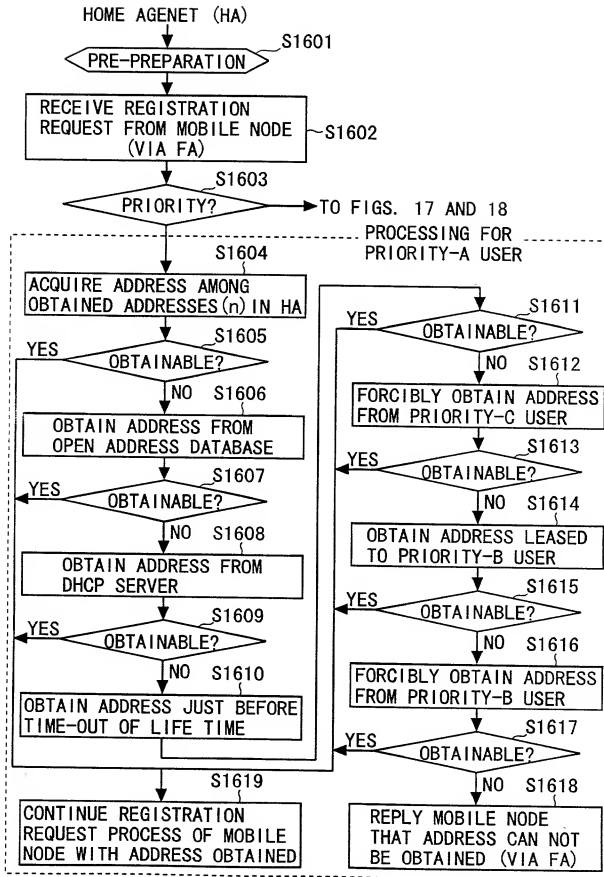 HOME AGENET (HA)
S1601
PRE-PREPARATION
RECEIVE REGISTRATION
REQUEST FROM MOBILE NODE
(VIA FA)
S1602
S1603
PRIORITY?
TO FIGS. 17 AND 18
PROCESSING FOR
PRIORITY-A USER
S1604
ACQUIRE ADDRESS AMONG
OBTAINED ADDRESSES(n) IN HA
S1605
YES
OBTAINABLE?
NO
S1606
OBTAIN ADDRESS FROM
OPEN ADDRESS DATABASE
S1607
YES
OBTAINABLE?
NO
S1608
OBTAIN ADDRESS FROM
DHCP SERVER
S1609
YES
OBTAINABLE?
NO
S1610
OBTAIN ADDRESS JUST BEFORE
TIME-OUT OF LIFE TIME
S1611
YES
OBTAINABLE?
NO
S1612
FORCIBLY OBTAIN ADDRESS
FROM PRIORITY-C USER
S1613
YES
OBTAINABLE?
NO
S1614
OBTAIN ADDRESS LEASED
TO PRIORITY-B USER
S1615
YES
OBTAINABLE?
NO
S1616
FORCIBLY OBTAIN ADDRESS
FROM PRIORITY-B USER
S1617
YES
OBTAINABLE?
NO
S1618
REPLY MOBILE NODE
THAT ADDRESS CAN NOT
BE OBTAINED (VIA FA)
S1619
CONTINUE REGISTRATION
REQUEST PROCESS OF MOBILE
NODE WITH ADDRESS OBTAINED